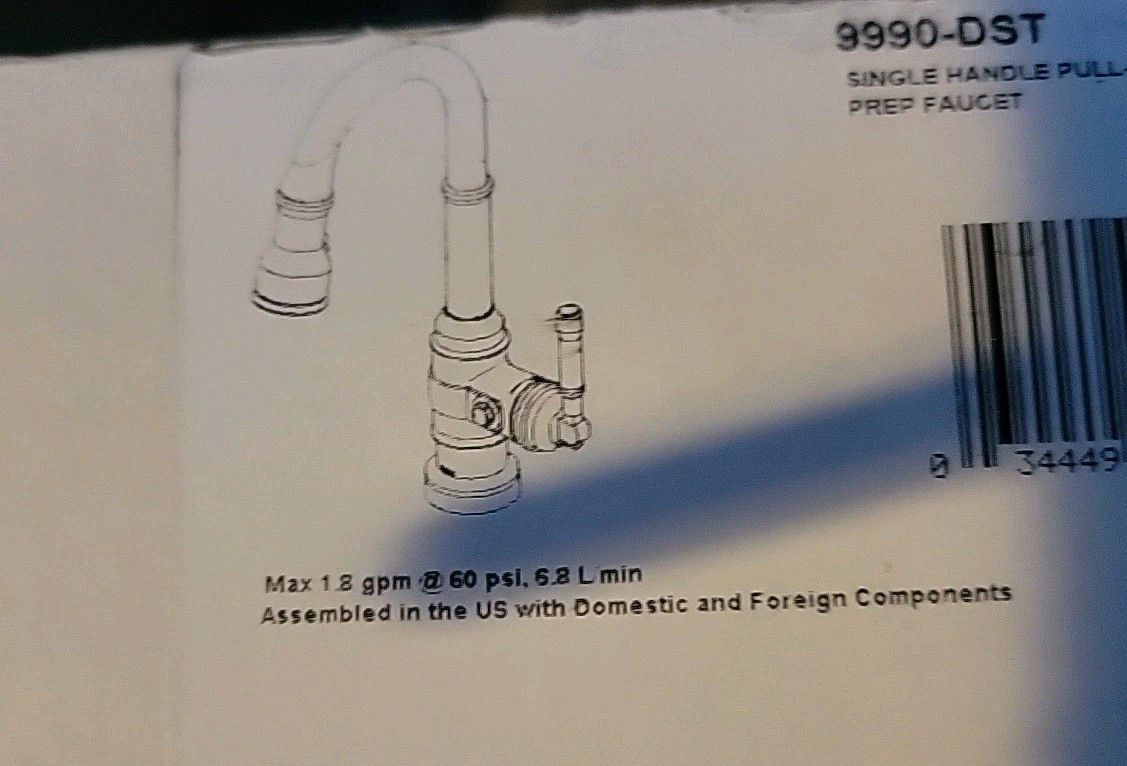 9990-DST
SINGLE HANDLE PULL-
PREP FAUCET
0 34449
Max 1.8 gpm @ 60 psi, 6.8 L/min
Assembled in the US with Domestic and Foreign Components